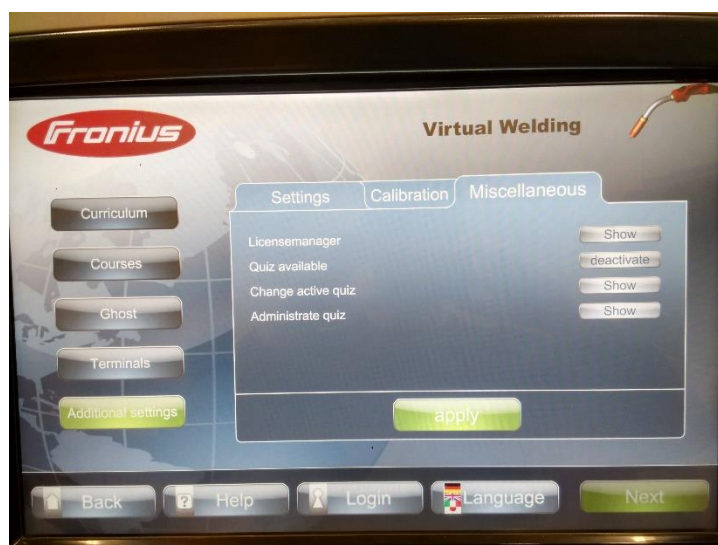 Fronius
Virtual Welding
Settings Calibration Miscellaneous
Curriculum
Courses
Ghost
Terminals
Additional settings
Licensemanager Show
Quiz available deactivate
Change active quiz Show
Administrate quiz Show
apply
Back ? Help Login Language Next